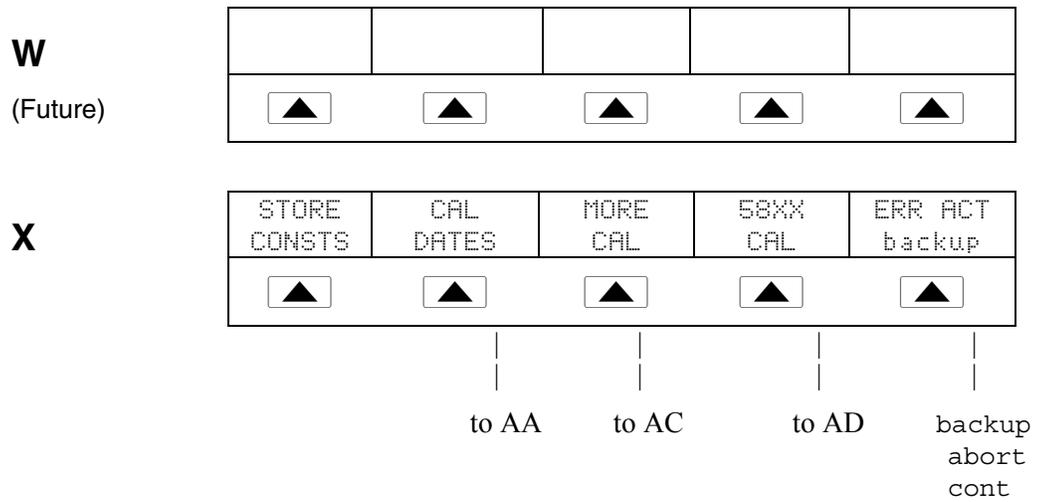 W
(Future)
X
STORE CONSTS
CAL DATES
MORE CAL
58XX CAL
ERR ACT backup
to AA
to AC
to AD
backup
abort
cont